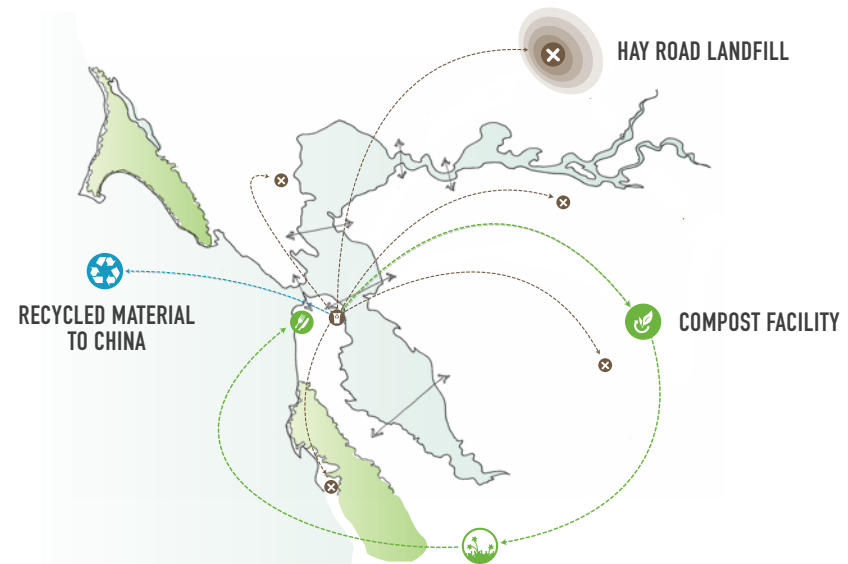 HAY ROAD LANDFILL
RECYCLED MATERIAL
TO CHINA
COMPOST FACILITY